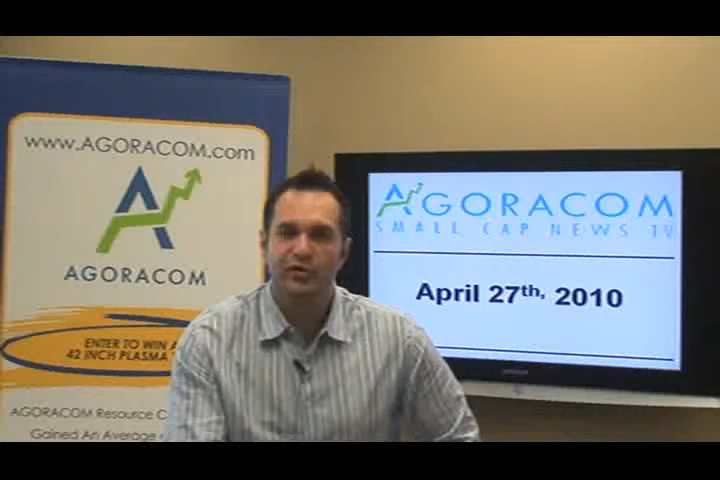 www.AGORACOM.com
AGORACOM
ENTER TO WIN A
42 INCH PLASMA
AGORACOM Resource
Gained An Average
AGORACOM
SMALL CAP NEWS TV
April 27th, 2010